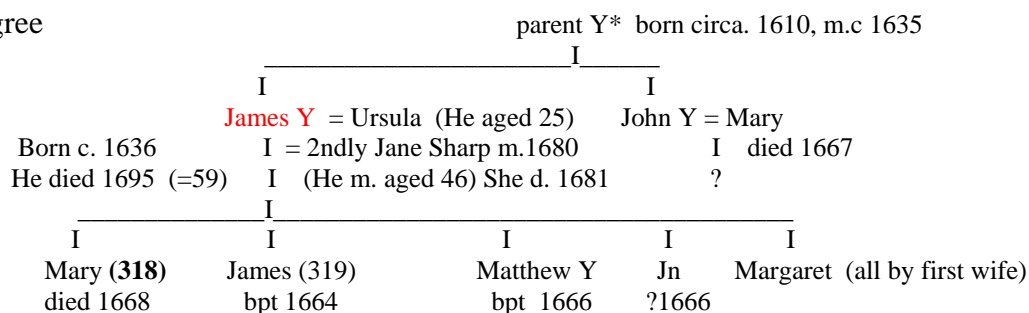 gree parent Y* born circa. 1610, m.c 1635
_______________________I______
I I
James Y = Ursula (He aged 25) John Y = Mary
Born c. 1636 I = 2ndly Jane Sharp m.1680 I died 1667
He died 1695 (=59) I (He m. aged 46) She d. 1681 ?
______________I_______________________________________
I I I I I
Mary (318) James (319) Matthew Y Jn Margaret (all by first wife)
died 1668 bpt 1664 bpt 1666 ?1666